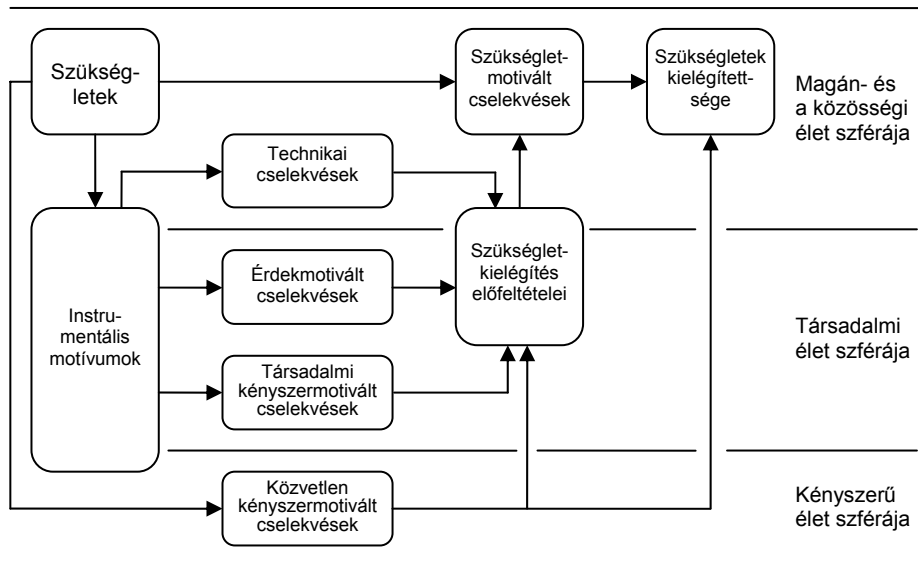 Szükség-
letek
Szükséglet-
motivált
cselekvések
Szükségletek
kielégített-
sége
Magán- és
a közösségi
élet szférája
Technikai
cselekvések
Instru-
mentális
motívumok
Érdekmotivált
cselekvések
Szükséglet-
kielégítés
előfeltételei
Társadalmi
élet szférája
Társadalmi
kényszermotivált
cselekvések
Közvetlen
kényszermotivált
cselekvések
Kényszerű
élet szférája